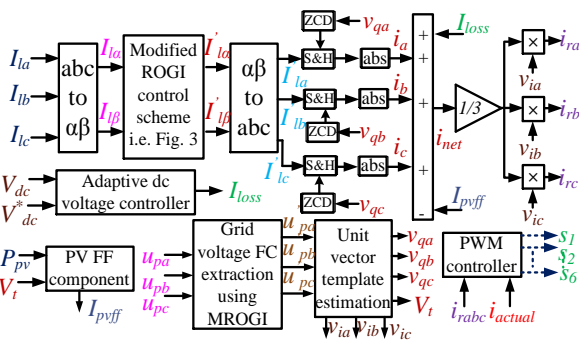 I_la
I_lb
I_lc
abc
to
αβ
I_lα
I_lβ
Modified
ROGI
control
scheme
i.e. Fig. 3
I'_lα
I'_lβ
αβ
to
abc
I'_la
I'_lb
I'_lc
ZCD
v_qa
S&H
abs
i_a
S&H
abs
i_b
ZCD
v_qb
S&H
abs
i_c
ZCD
v_qc
+
+
+
+
-
I_loss
I_pvff
i_net
1/3
×
i_ra
v_ia
×
i_rb
v_ib
×
i_rc
v_ic
V_dc
V*_dc
Adaptive dc
voltage controller
I_loss
P_pv
V_t
PV FF
component
I_pvff
u_pa
u_pb
u_pc
Grid
voltage FC
extraction
using
MROGI
u_pa
u_pb
u_pc
Unit
vector
template
estimation
v_qa
v_qb
v_qc
V_t
v_ia v_ib v_ic
PWM
controller
s_1
s_2
s_6
i_rabc
i_actual